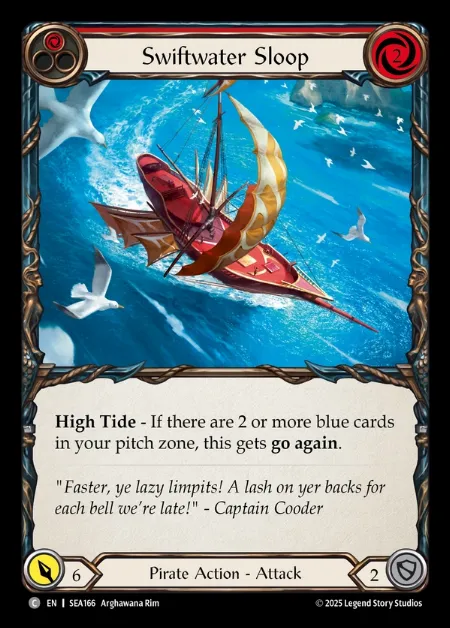 Swiftwater Sloop
2
High Tide - If there are 2 or more blue cards
in your pitch zone, this gets go again.
"Faster, ye lazy limpits! A lash on yer backs for
each bell we're late!" - Captain Cooder
6
Pirate Action - Attack
2
C EN | SEA166 Arghawana Rim
© 2025 Legend Story Studios